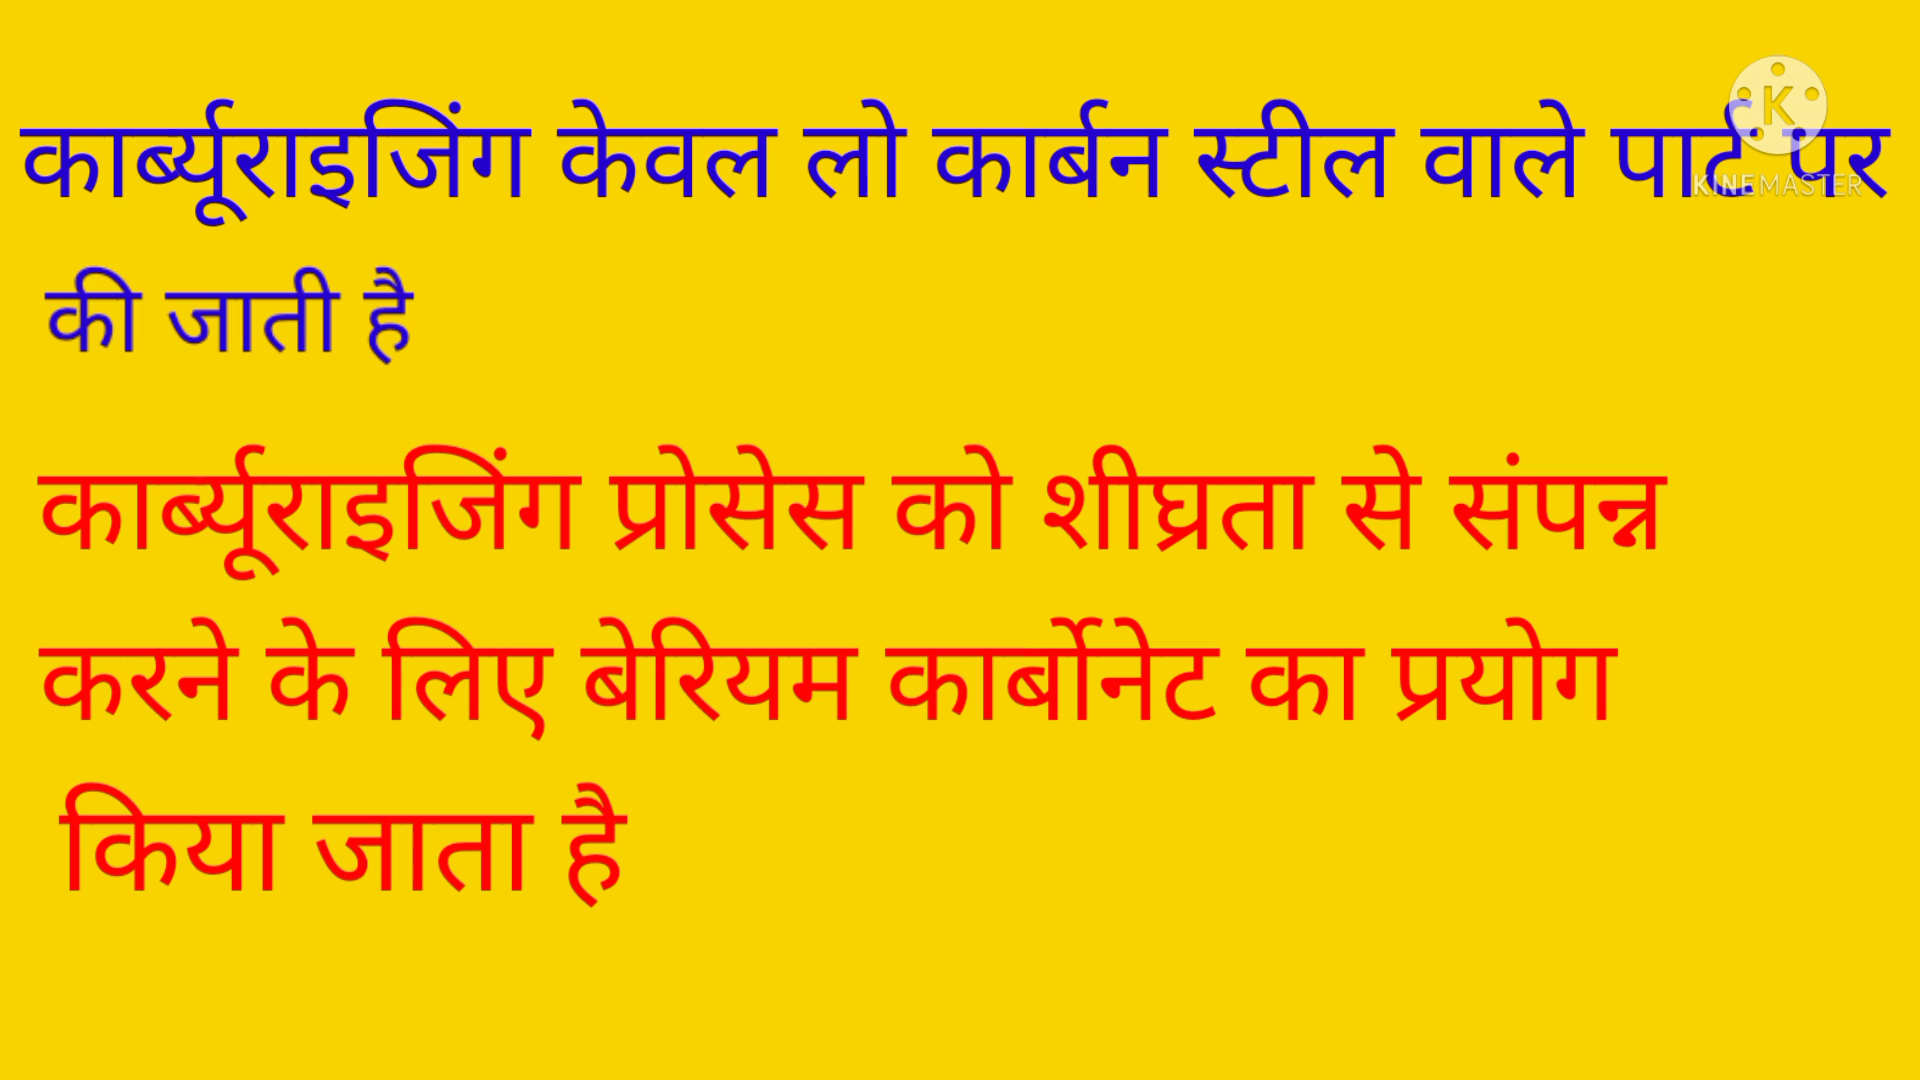 कार्ब्यूराइजिंग केवल लो कार्बन स्टील वाले पार्ट पर
की जाती है
कार्ब्यूराइजिंग प्रोसेस को शीघ्रता से संपन्न
करने के लिए बेरियम कार्बोनेट का प्रयोग
किया जाता है
K
KINEMASTER